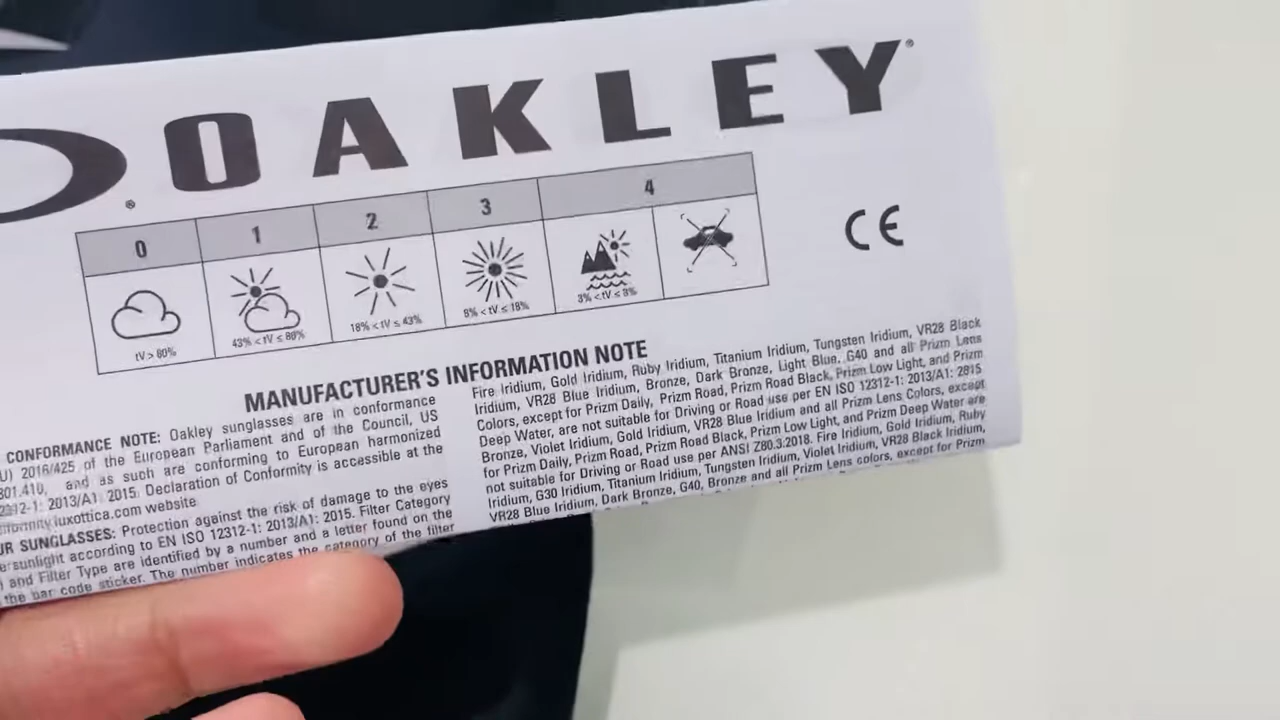 OAKLEY®
®
0 1 2 3 4
tV > 80%
43% < tV ≤ 80%
18% < tV ≤ 43%
8% < tV ≤ 18%
3% < tV ≤ 8%
CE
MANUFACTURER'S INFORMATION NOTE
CONFORMANCE NOTE: Oakley sunglasses are in conformance
U) 2016/425 of the European Parliament and of the Council, US
801.410, and as such are conforming to European harmonized
2312-1: 2013/A1: 2015. Declaration of Conformity is accessible at the
luxottica.com website
UR SUNGLASSES: Protection against the risk of damage to the eyes
sunlight according to EN ISO 12312-1: 2013/A1: 2015. Filter Category
and Filter Type are identified by a number and a letter found on the
the bar code sticker. The number indicates the category of the filter
Fire Iridium, Gold Iridium, Ruby Iridium, Titanium Iridium, Tungsten Iridium, VR28 Black
Iridium, VR28 Blue Iridium, Bronze, Dark Bronze, Light Blue, G40 and all Prizm Lens
Colors, except for Prizm Daily, Prizm Road, Prizm Road Black, Prizm Low Light, and Prizm
Deep Water, are not suitable for Driving or Road use per EN ISO 12312-1: 2013/A1: 2815
Bronze, Violet Iridium, Gold Iridium, VR28 Blue Iridium and all Prizm Lens Colors, except
for Prizm Daily, Prizm Road, Prizm Road Black, Prizm Low Light, and Prizm Deep Water are
not suitable for Driving or Road use per ANSI Z80.3:2018. Fire Iridium, Gold Iridium, Ruby
Iridium, G30 Iridium, Titanium Iridium, Tungsten Iridium, Violet Iridium, VR28 Black Iridium,
VR28 Blue Iridium, Dark Bronze, G40, Bronze and all Prizm Lens colors, except for Prizm